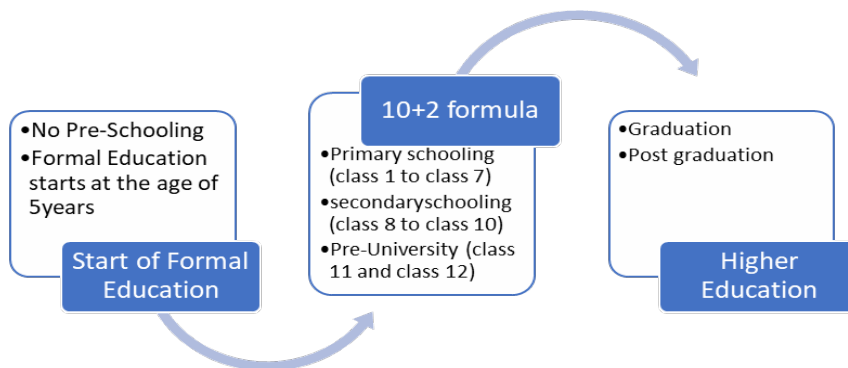 •No Pre-Schooling
•Formal Education
starts at the age of
5years
Start of Formal
Education
10+2 formula
•Primary schooling
(class 1 to class 7)
•secondaryschooling
(class 8 to class 10)
•Pre-University (class
11 and class 12)
•Graduation
•Post graduation
Higher
Education